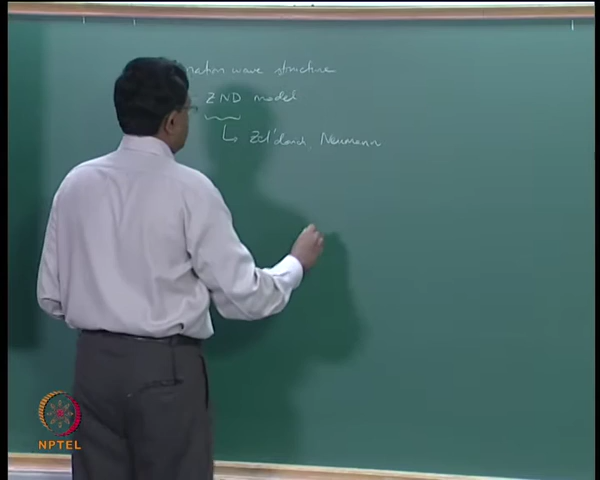 nation wave structure
ZND model
Zel'dovich, Neumann
NPTEL